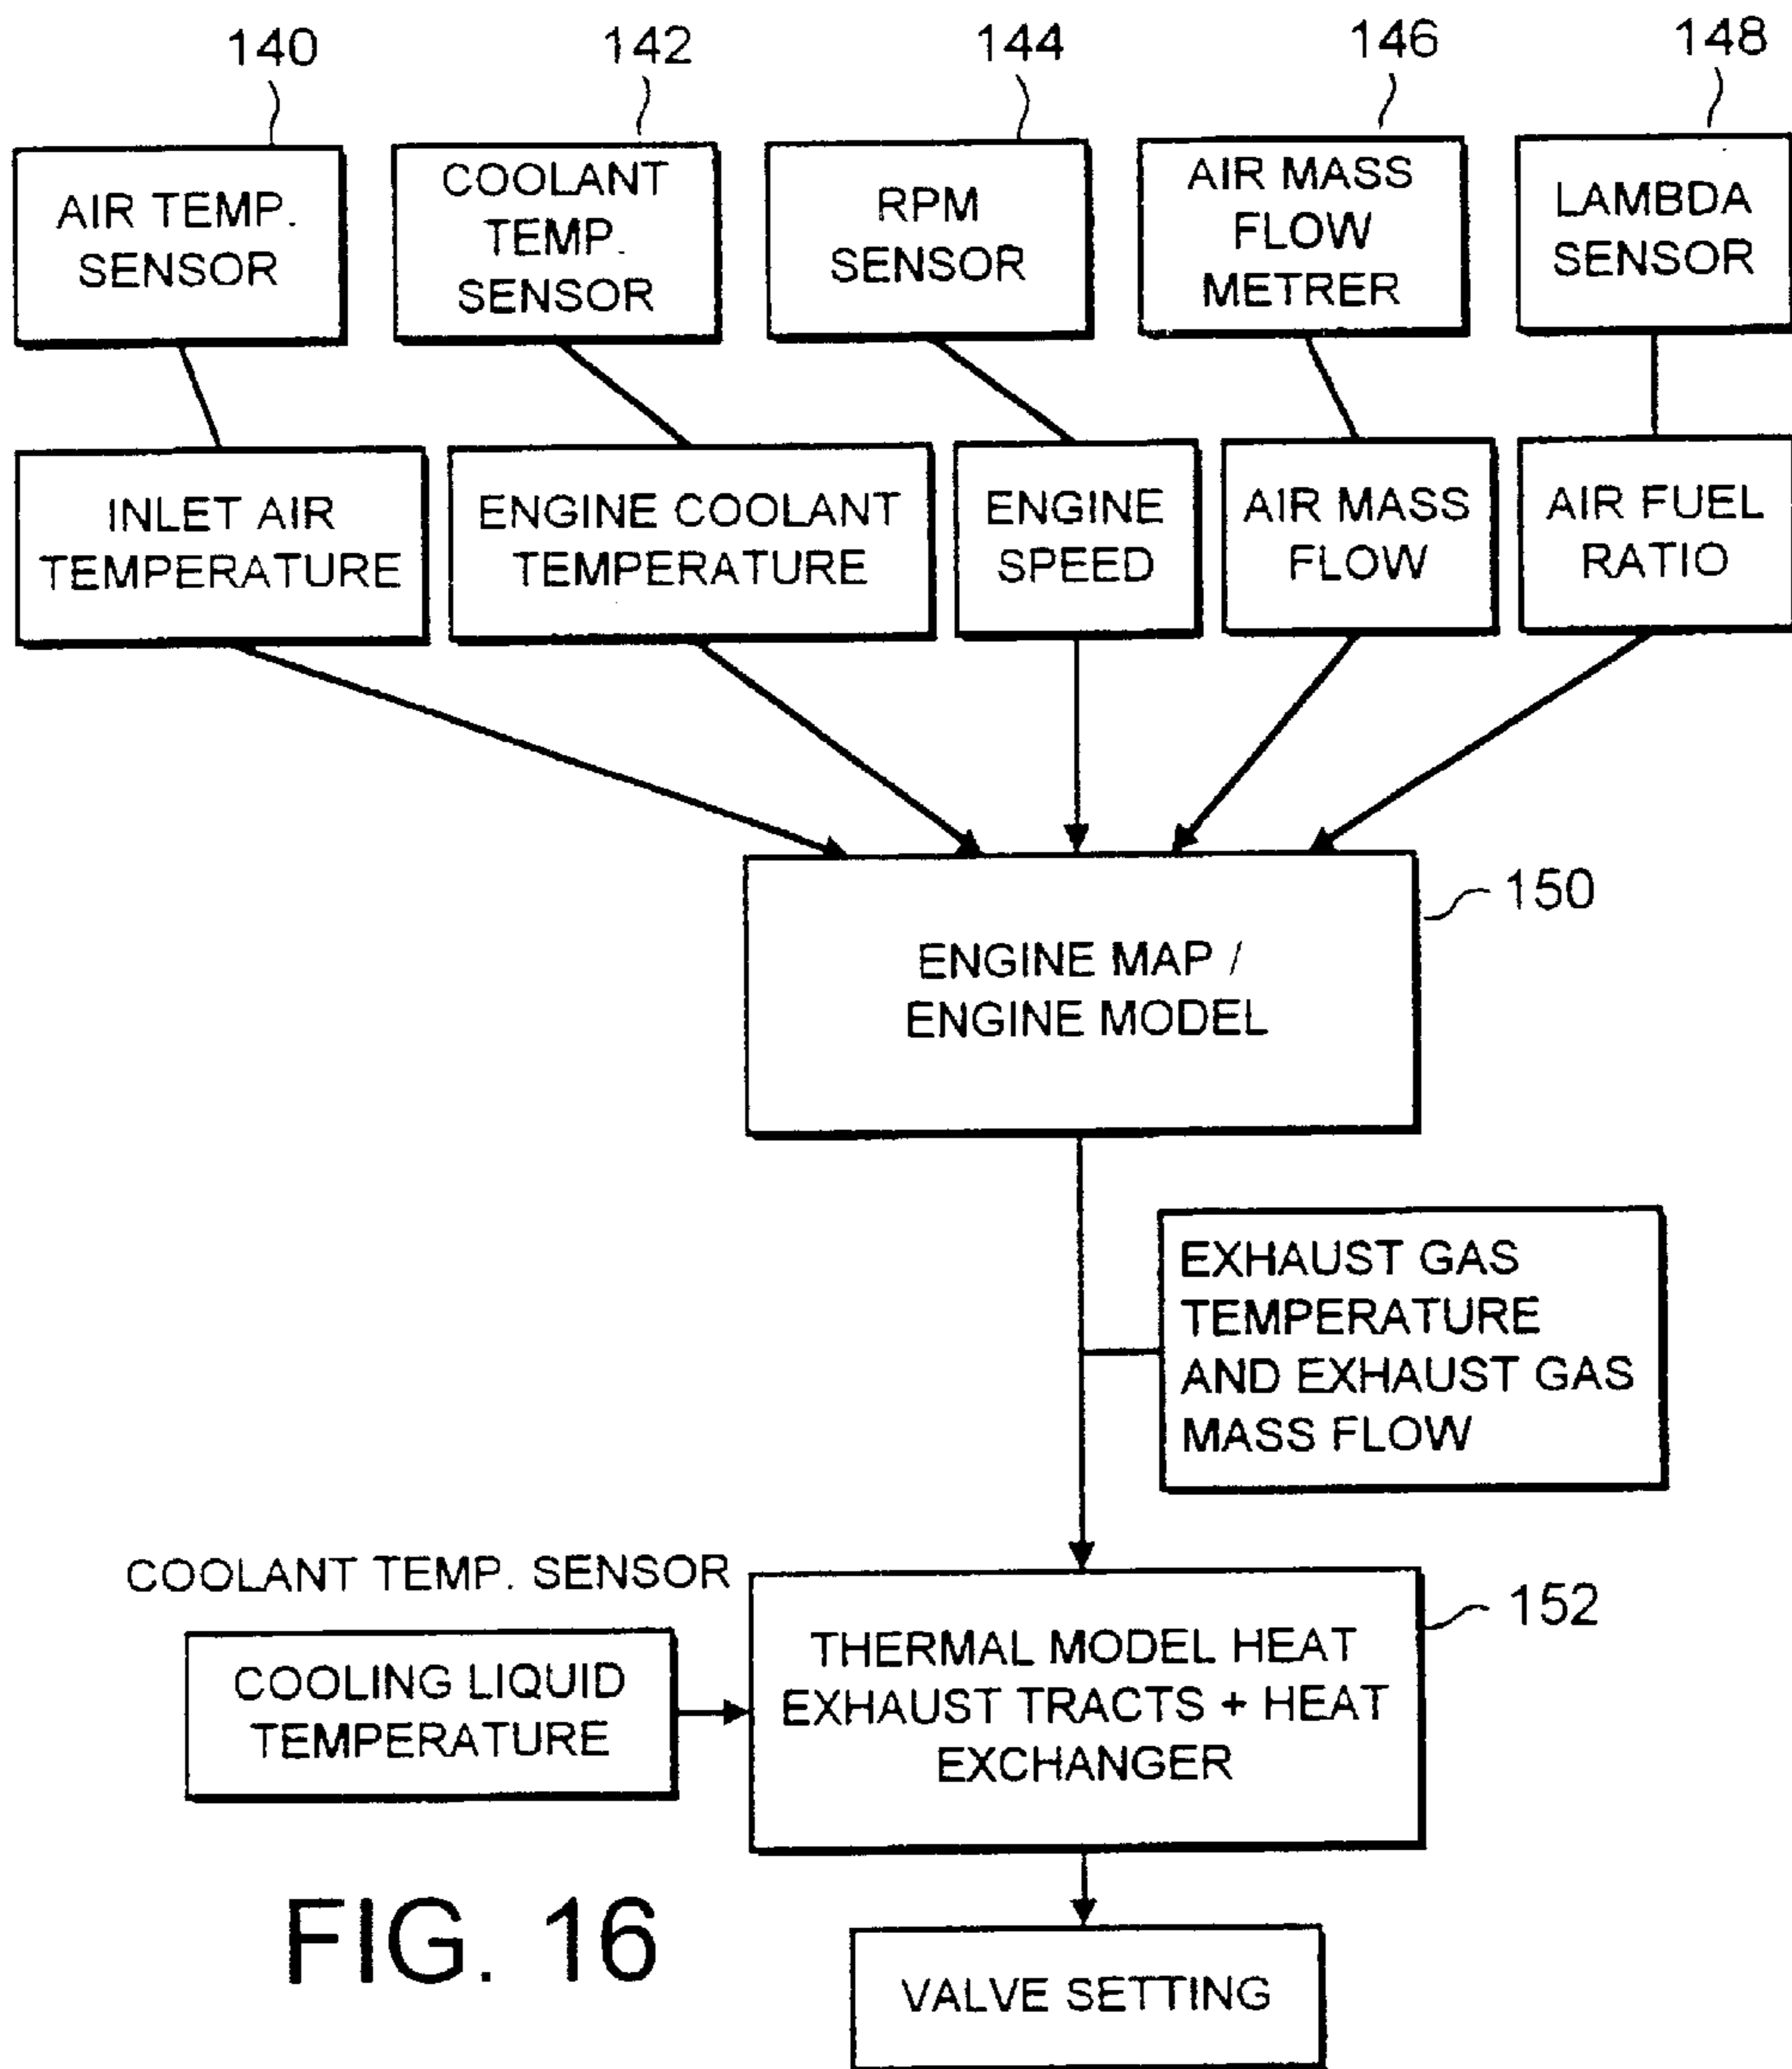 140
142
144
146
148
AIR TEMP.
SENSOR
COOLANT
TEMP.
SENSOR
RPM
SENSOR
AIR MASS
FLOW
METRER
LAMBDA
SENSOR
INLET AIR
TEMPERATURE
ENGINE COOLANT
TEMPERATURE
ENGINE
SPEED
AIR MASS
FLOW
AIR FUEL
RATIO
150
ENGINE MAP /
ENGINE MODEL
EXHAUST GAS
TEMPERATURE
AND EXHAUST GAS
MASS FLOW
COOLANT TEMP. SENSOR
COOLING LIQUID
TEMPERATURE
152
THERMAL MODEL HEAT
EXHAUST TRACTS + HEAT
EXCHANGER
FIG. 16
VALVE SETTING